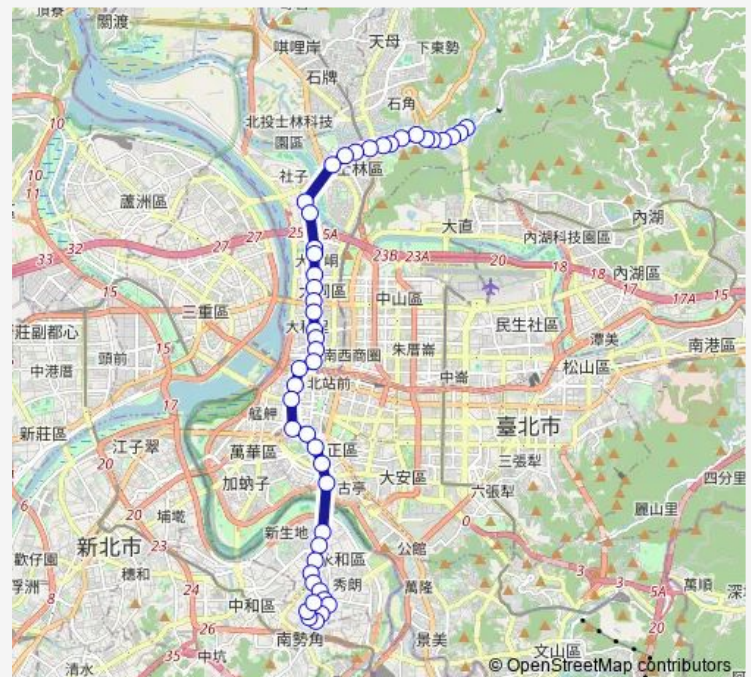 頂寮
關渡
唭哩岸
天母
下東勢
石牌
石角
北投士林科技
園區
10
社子
士林區
蘆洲區
10
11
大直
內湖
25
5A
內湖科技園區
27
27
32
33
15
23B
23A
20
18
18
內湖區
大同區
中山區
17A
三重區
民生社區
莊副都心
頭前
南西商圈
朱厝崙
潭美
南港區
中港厝
北站前
中崙
松山區
17
艋舺
新莊區
江子翠
萬華區
中正區
臺北市
20
三張犁
加蚋子
大安區
六張犁
四分里
古亭
15
埔墘
新生地
0
麗山里
新北市
23
公館
3
5A
歡仔園
永和區
萬順
穗和
秀朗
萬隆
浮洲
24
中和區
3
20
26
南勢角
景美
35
中坑
文山區
清水
© OpenStreetMap contributors